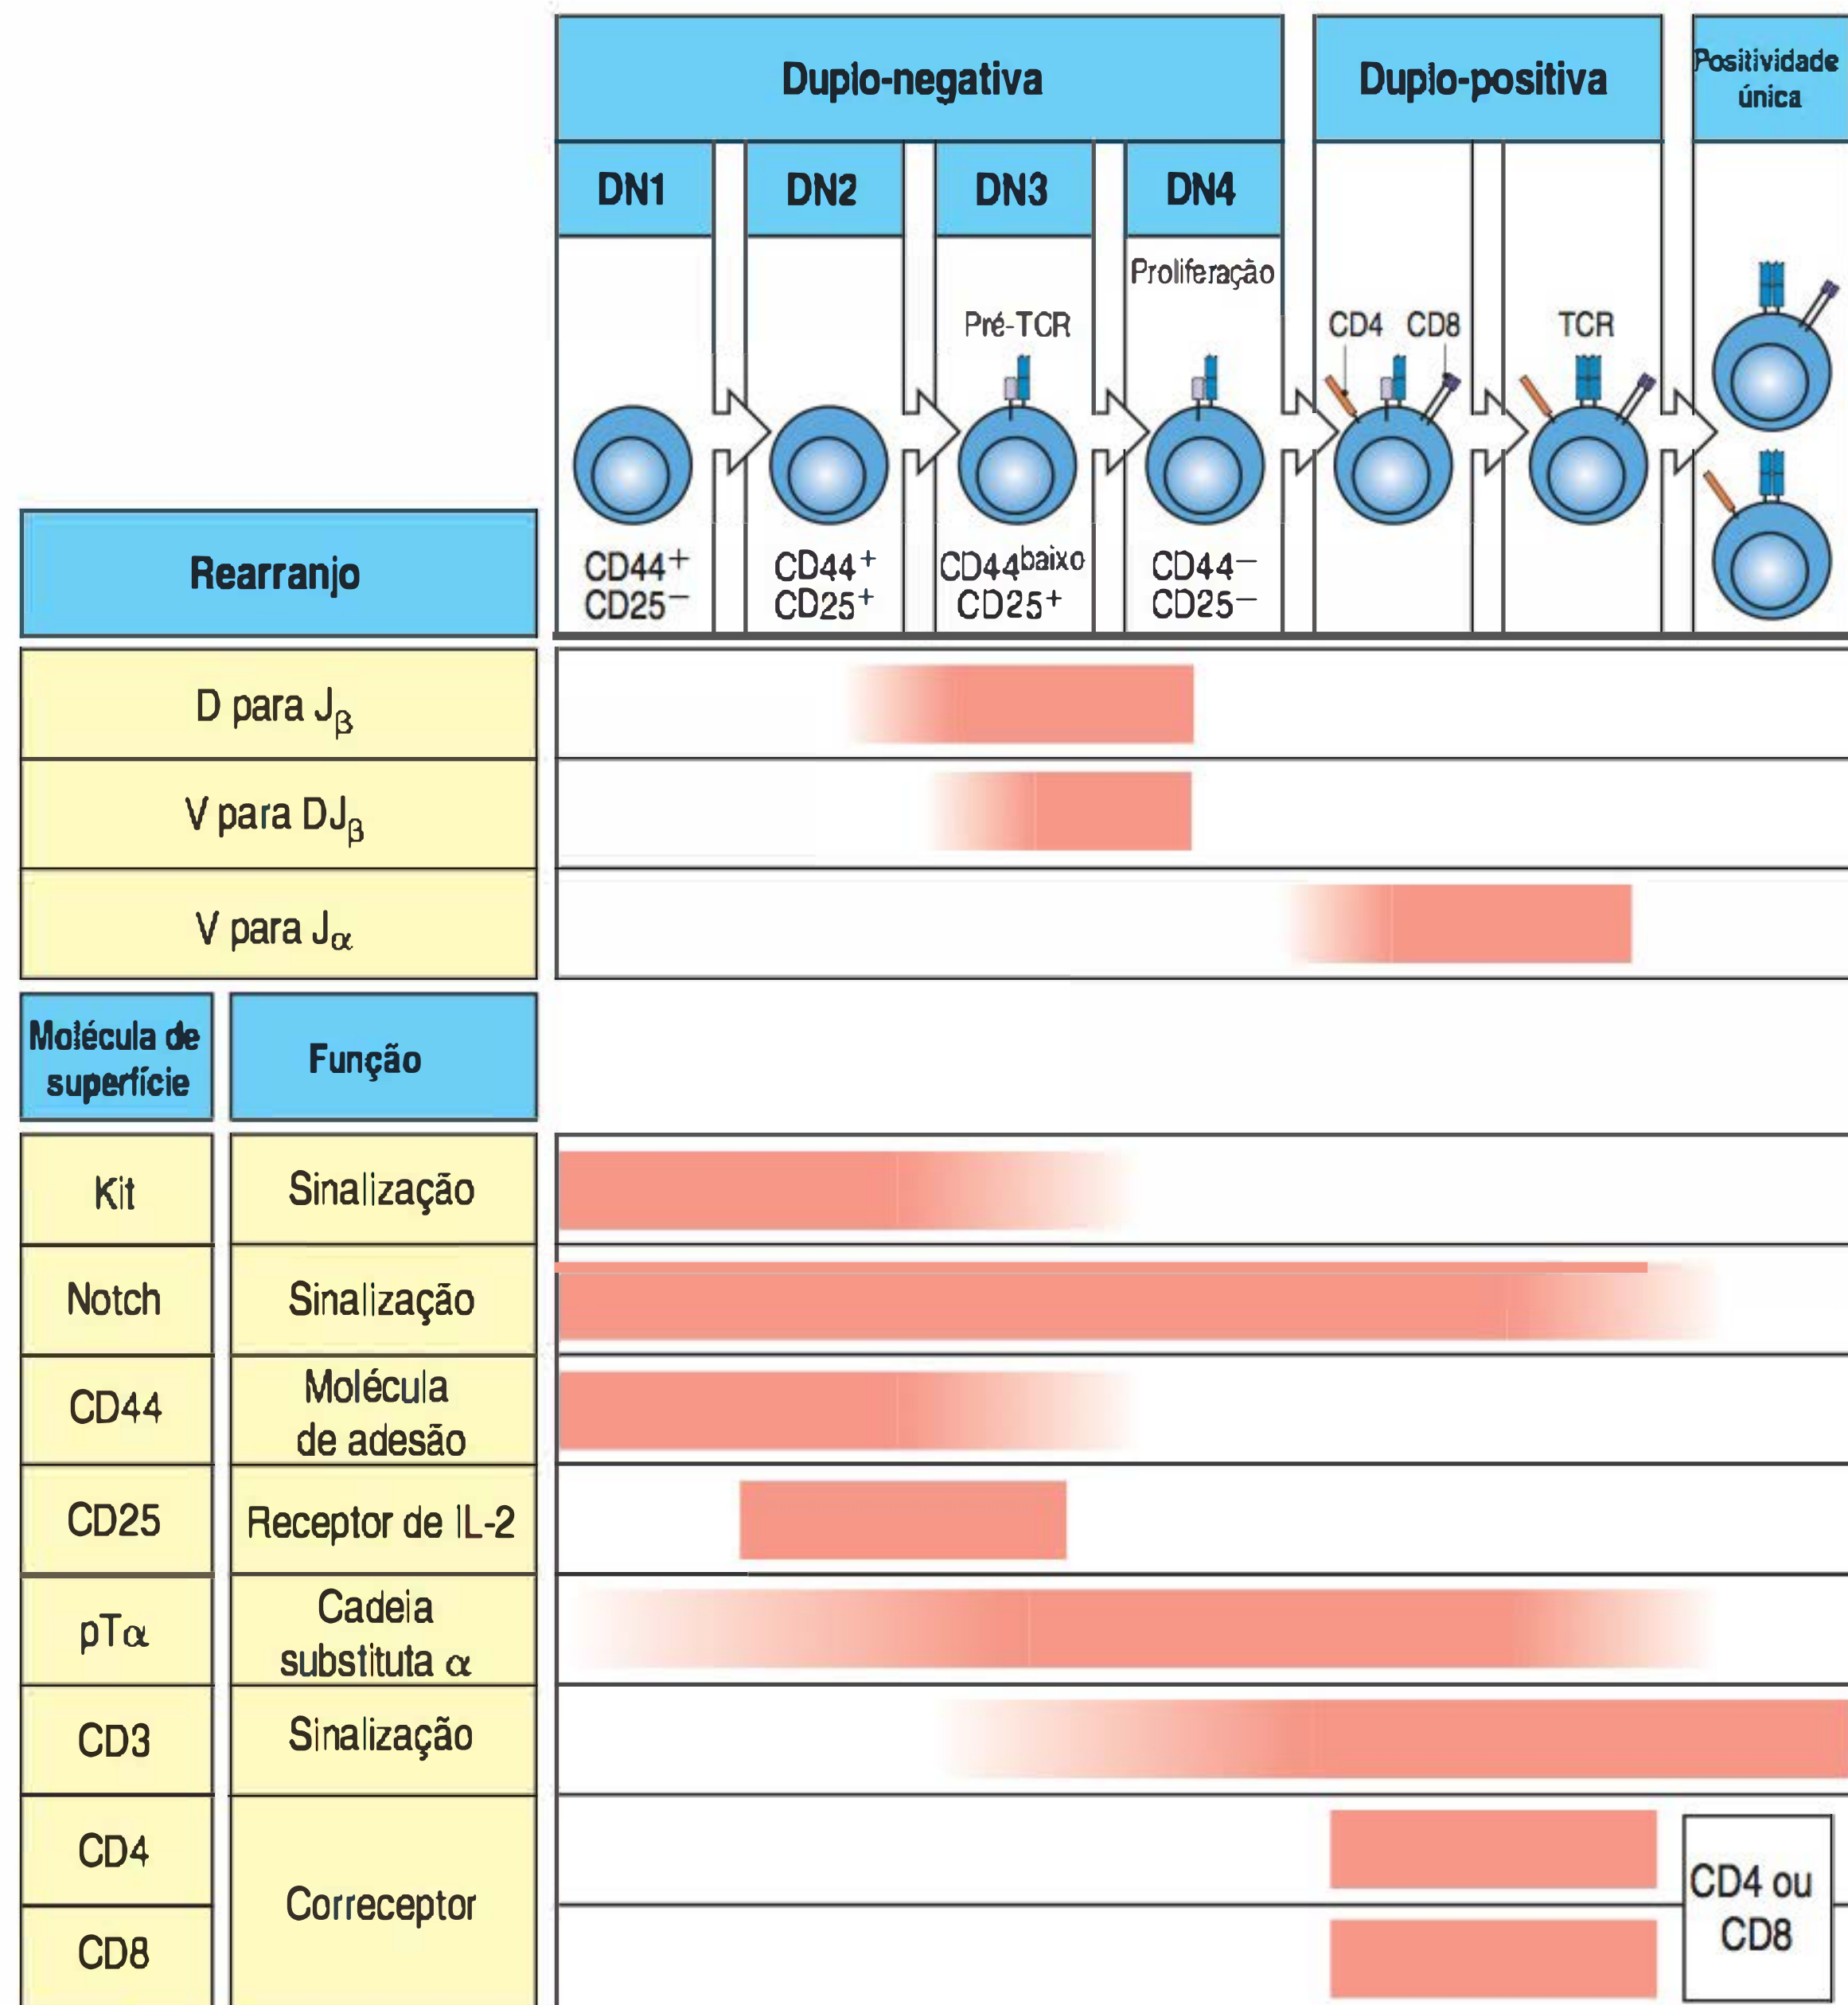 Duplo-negativa
Duplo-positiva
Positividade
única
DN1
DN2
DN3
DN4
Proliferação
Pré-TCR
CD4 CD8
TCR
Rearranjo
CD44+
CD25−
CD44+
CD25+
CD44baixo
CD25+
CD44−
CD25−
D para Jβ
V para DJβ
V para Jα
Molécula de
superfície
Função
Kit
Sinalização
Notch
Sinalização
CD44
Molécula
de adesão
CD25
Receptor de IL-2
pTα
Cadeia
substituta α
CD3
Sinalização
CD4
Correceptor
CD8
CD4 ou
CD8